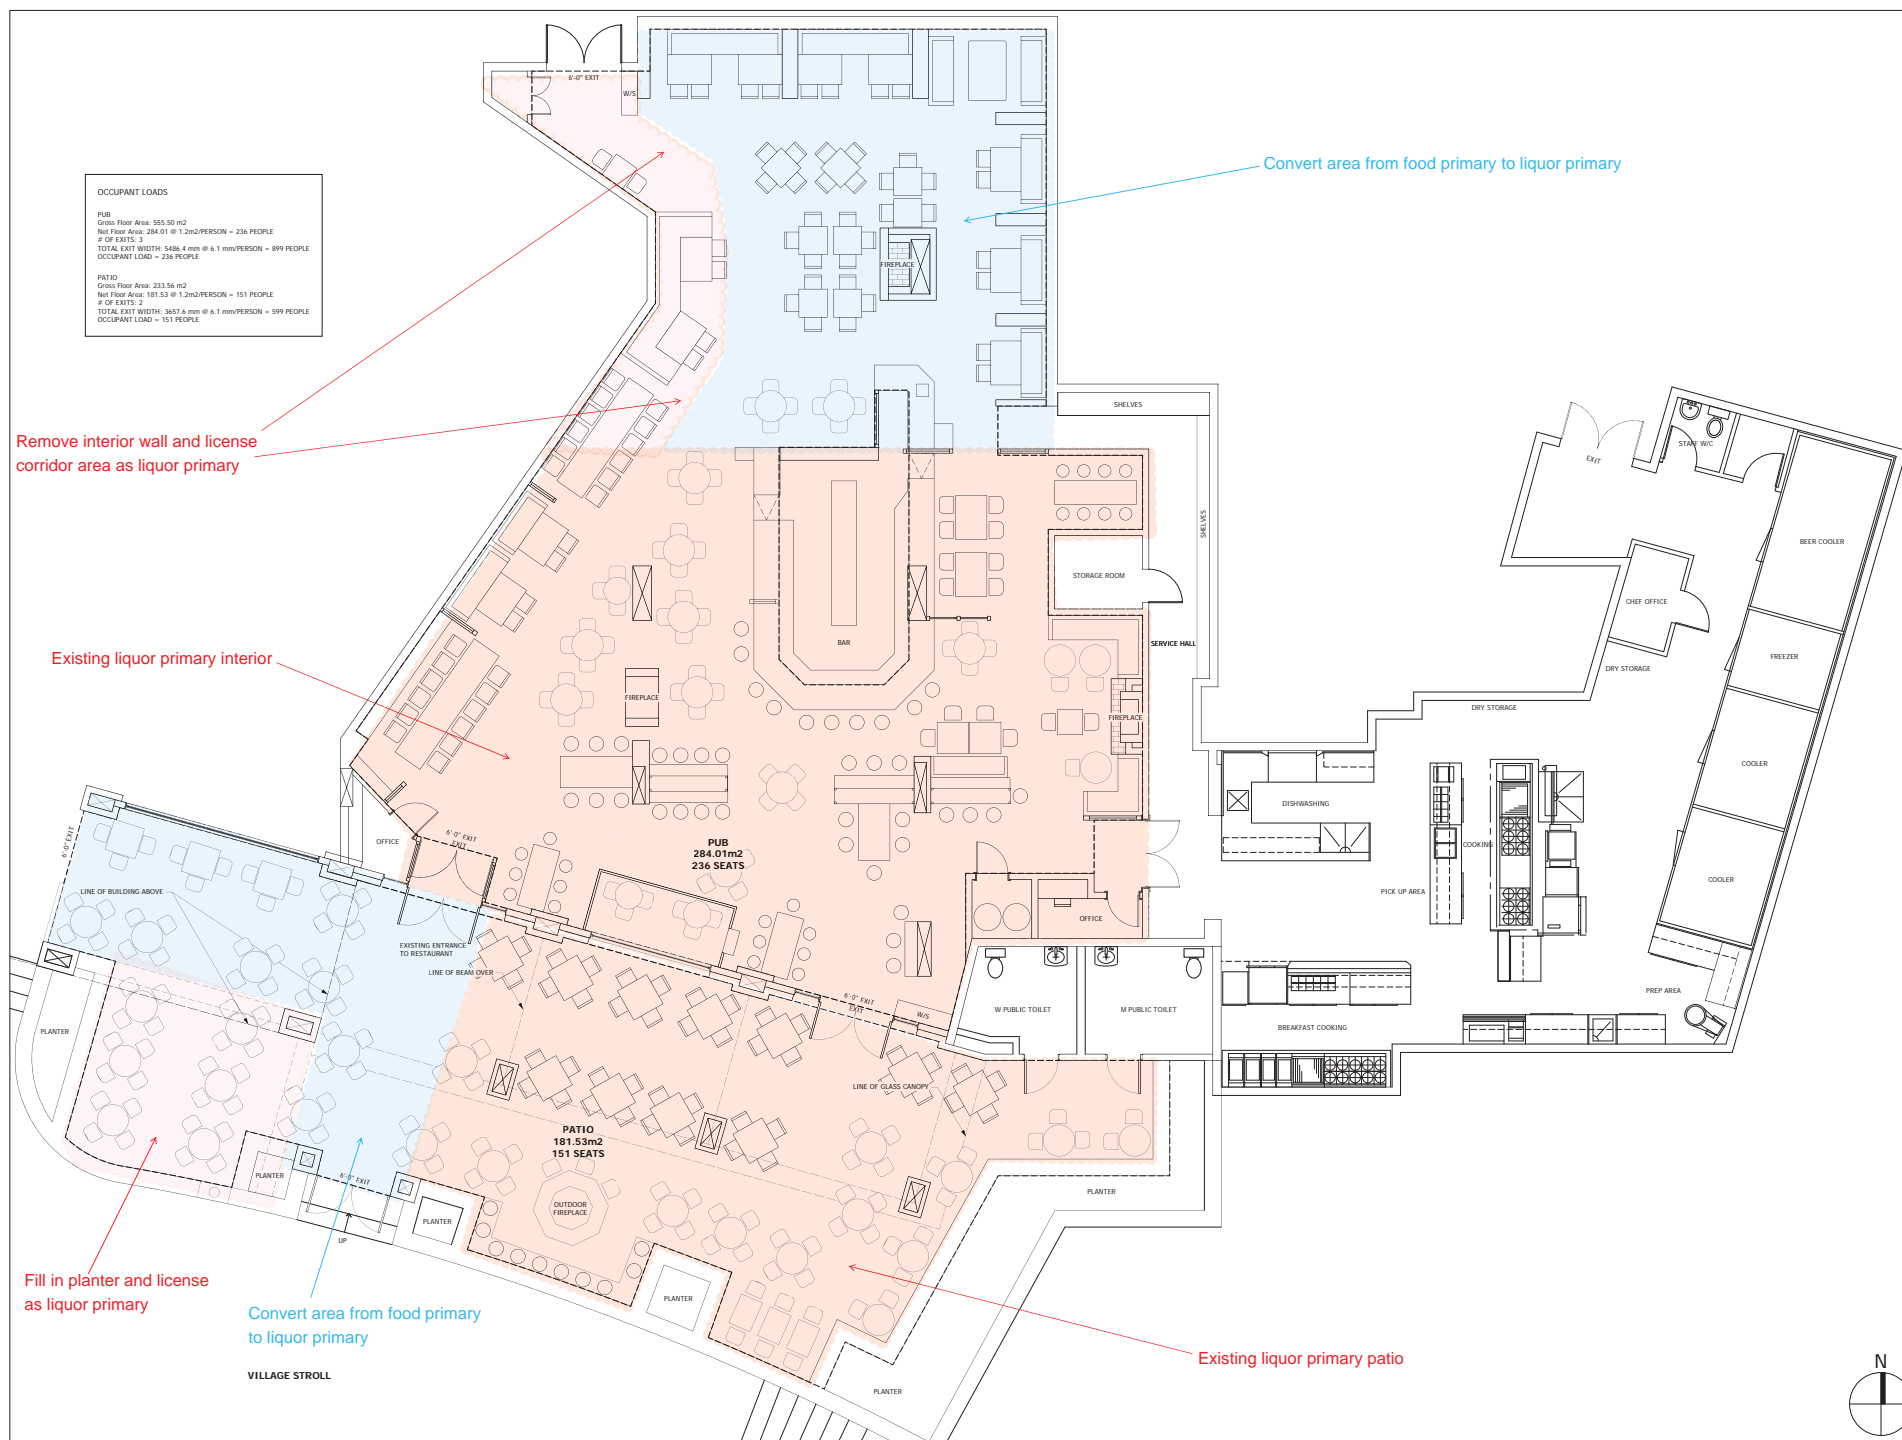 6'-0" EXIT
W/S
Convert area from food primary to liquor primary
OCCUPANT LOADS
PUB
Gross Floor Area: 555.50 m2
Net Floor Area: 284.01 @ 1.2m2/PERSON = 236 PEOPLE
# OF EXITS: 3
TOTAL EXIT WIDTH: 5486.4 mm @ 6.1 mm/PERSON = 899 PEOPLE
OCCUPANT LOAD = 236 PEOPLE
PATIO
Gross Floor Area: 233.56 m2
Net Floor Area: 181.53 @ 1.2m2/PERSON = 151 PEOPLE
# OF EXITS: 2
TOTAL EXIT WIDTH: 3657.6 mm @ 6.1 mm/PERSON = 599 PEOPLE
OCCUPANT LOAD = 151 PEOPLE
FIREPLACE
SHELVES
Remove interior wall and license
corridor area as liquor primary
STAFF W/C
EXIT
SHELVES
BEER COOLER
STORAGE ROOM
CHEF OFFICE
BAR
SERVICE HALL
Existing liquor primary interior
FREEZER
DRY STORAGE
FIREPLACE
DRY STORAGE
FIREPLACE
COOLER
DISHWASHING
6'-0" EXIT
OFFICE
6'-0" EXIT
EXIT
PUB
284.01m2
236 SEATS
COOKING
COOLER
LINE OF BUILDING ABOVE
PICK UP AREA
OFFICE
EXISTING ENTRANCE
TO RESTAURANT
LINE OF BEAM OVER
PREP AREA
6'-0" EXIT
EXIT
W/S
W PUBLIC TOILET
M PUBLIC TOILET
BREAKFAST COOKING
PLANTER
LINE OF GLASS CANOPY
PATIO
181.53m2
151 SEATS
PLANTER
6'-0" EXIT
PLANTER
OUTDOOR
FIREPLACE
PLANTER
UP
Fill in planter and license
as liquor primary
PLANTER
Convert area from food primary
to liquor primary
Existing liquor primary patio
VILLAGE STROLL
PLANTER
N